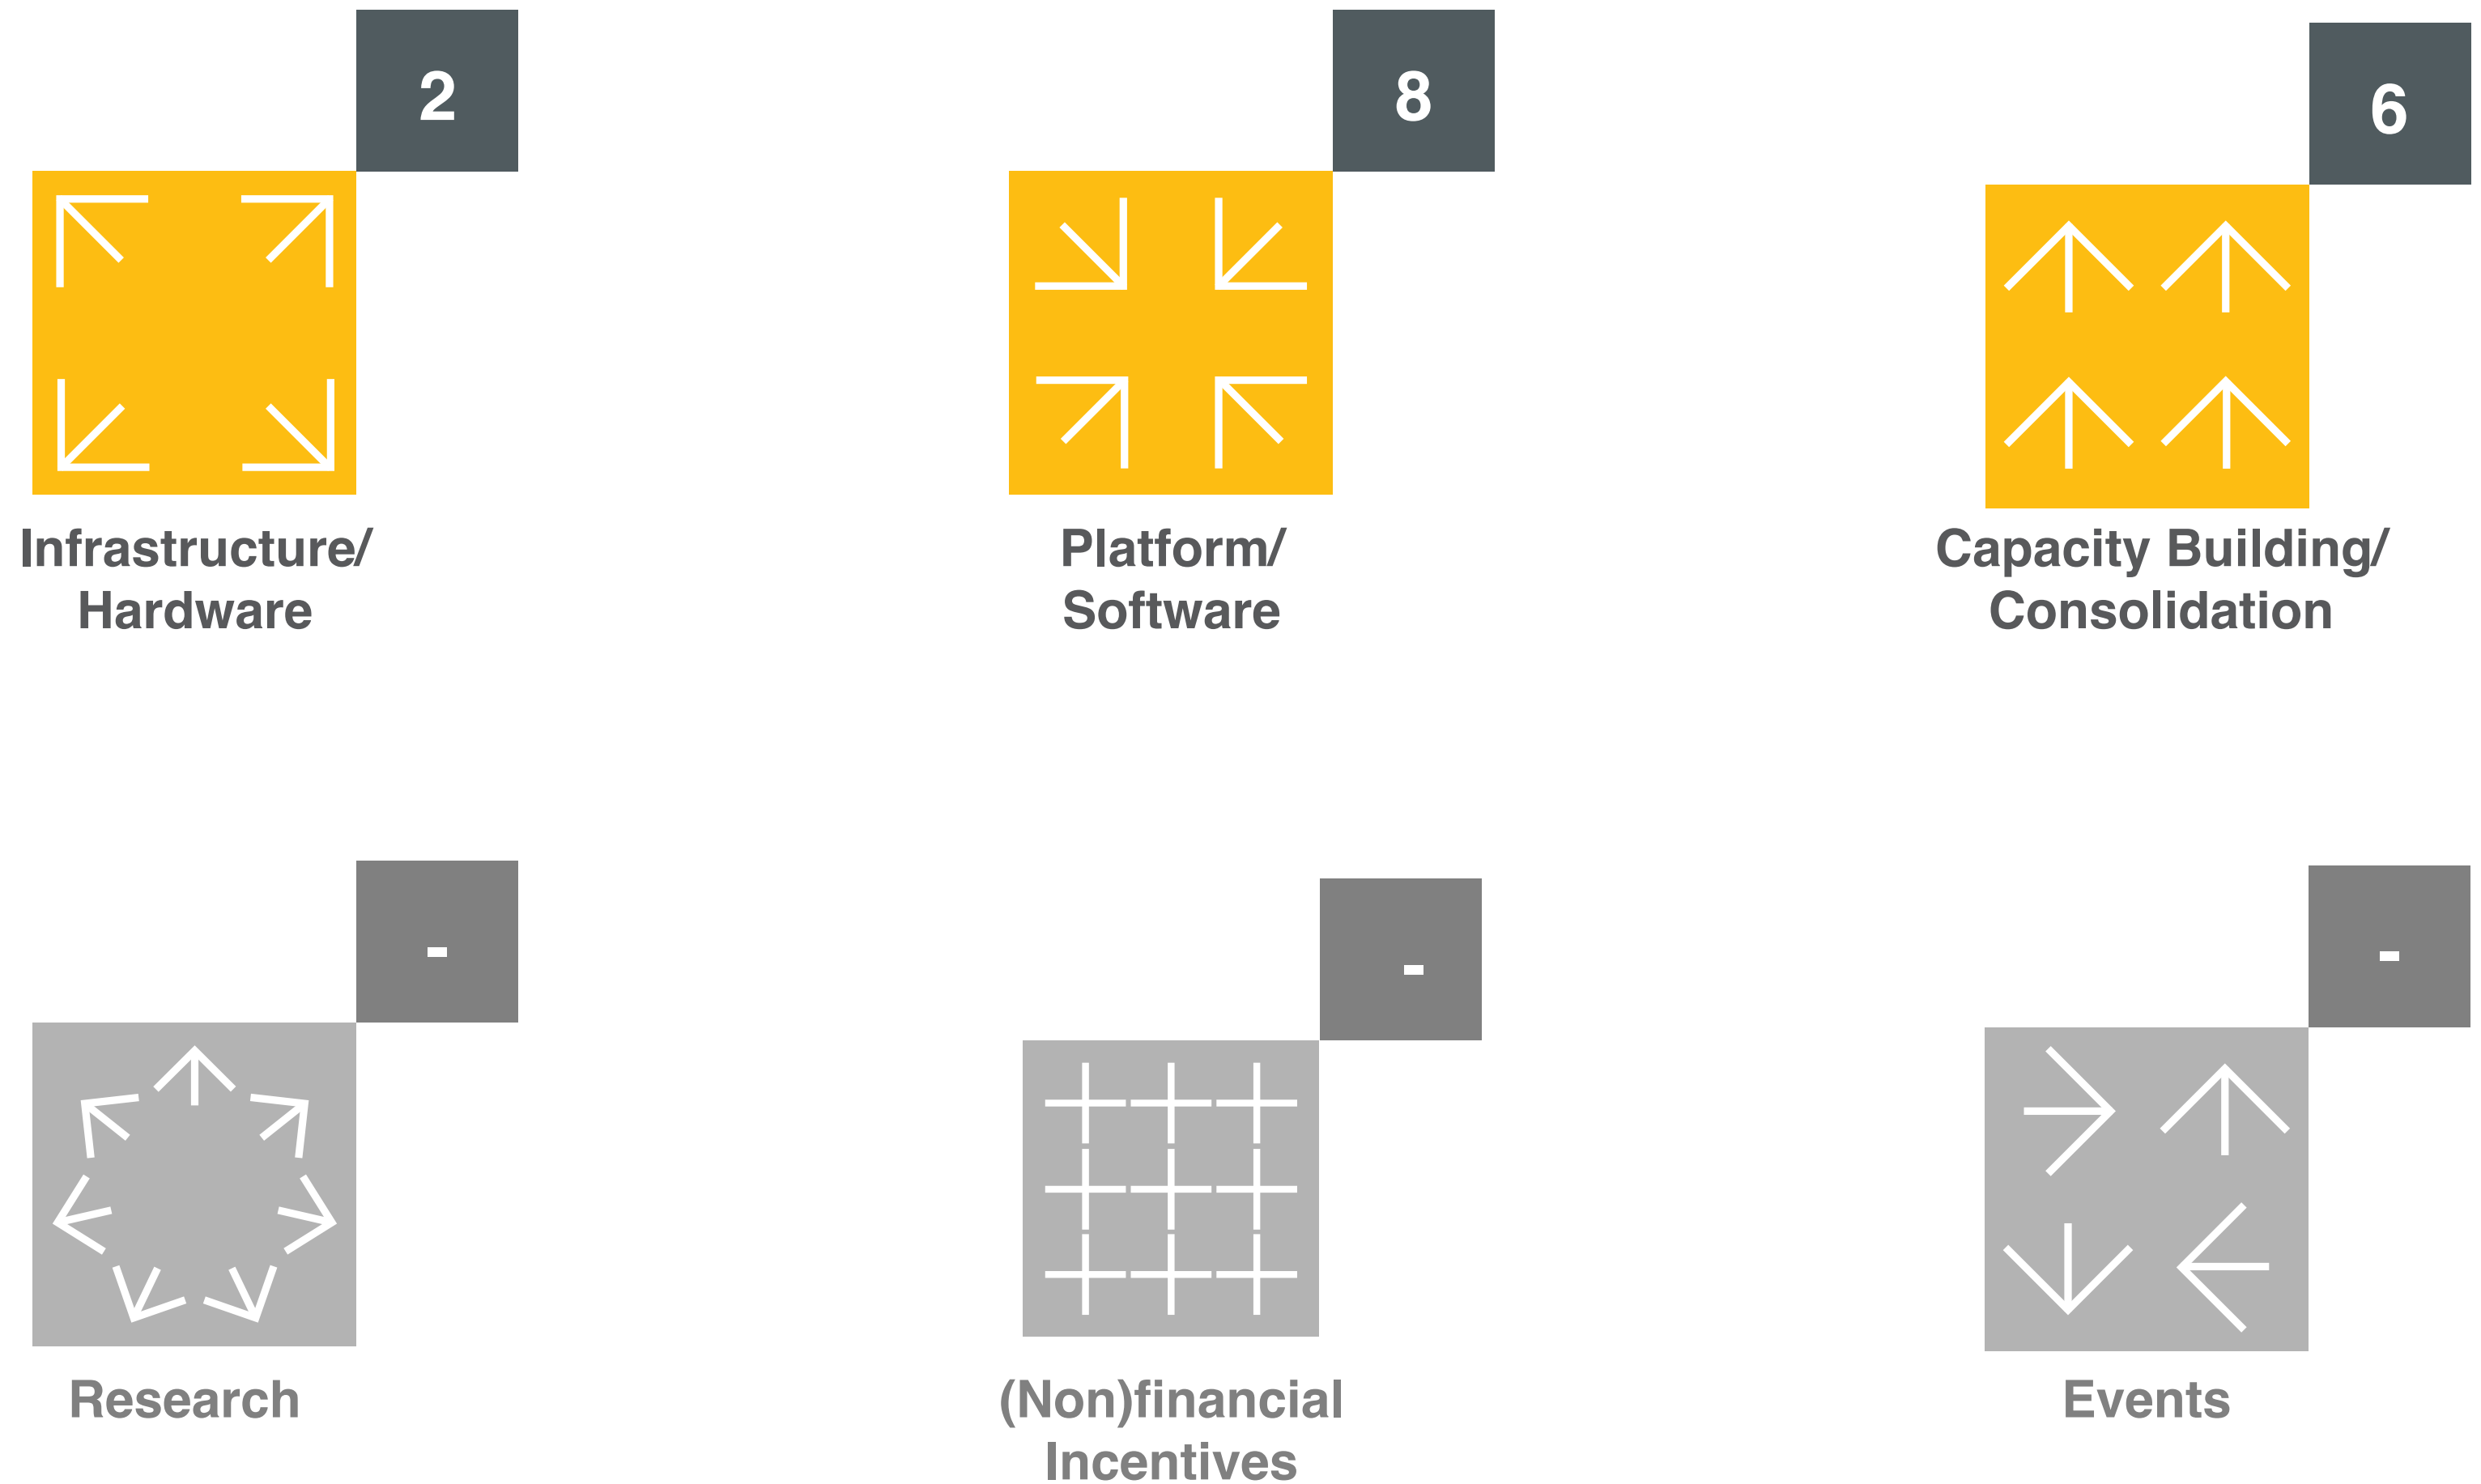 2
8
6
Infrastructure/
Hardware
Platform/
Software
Capacity Building/
Consolidation
-
-
-
Research
(Non)financial
Incentives
Events